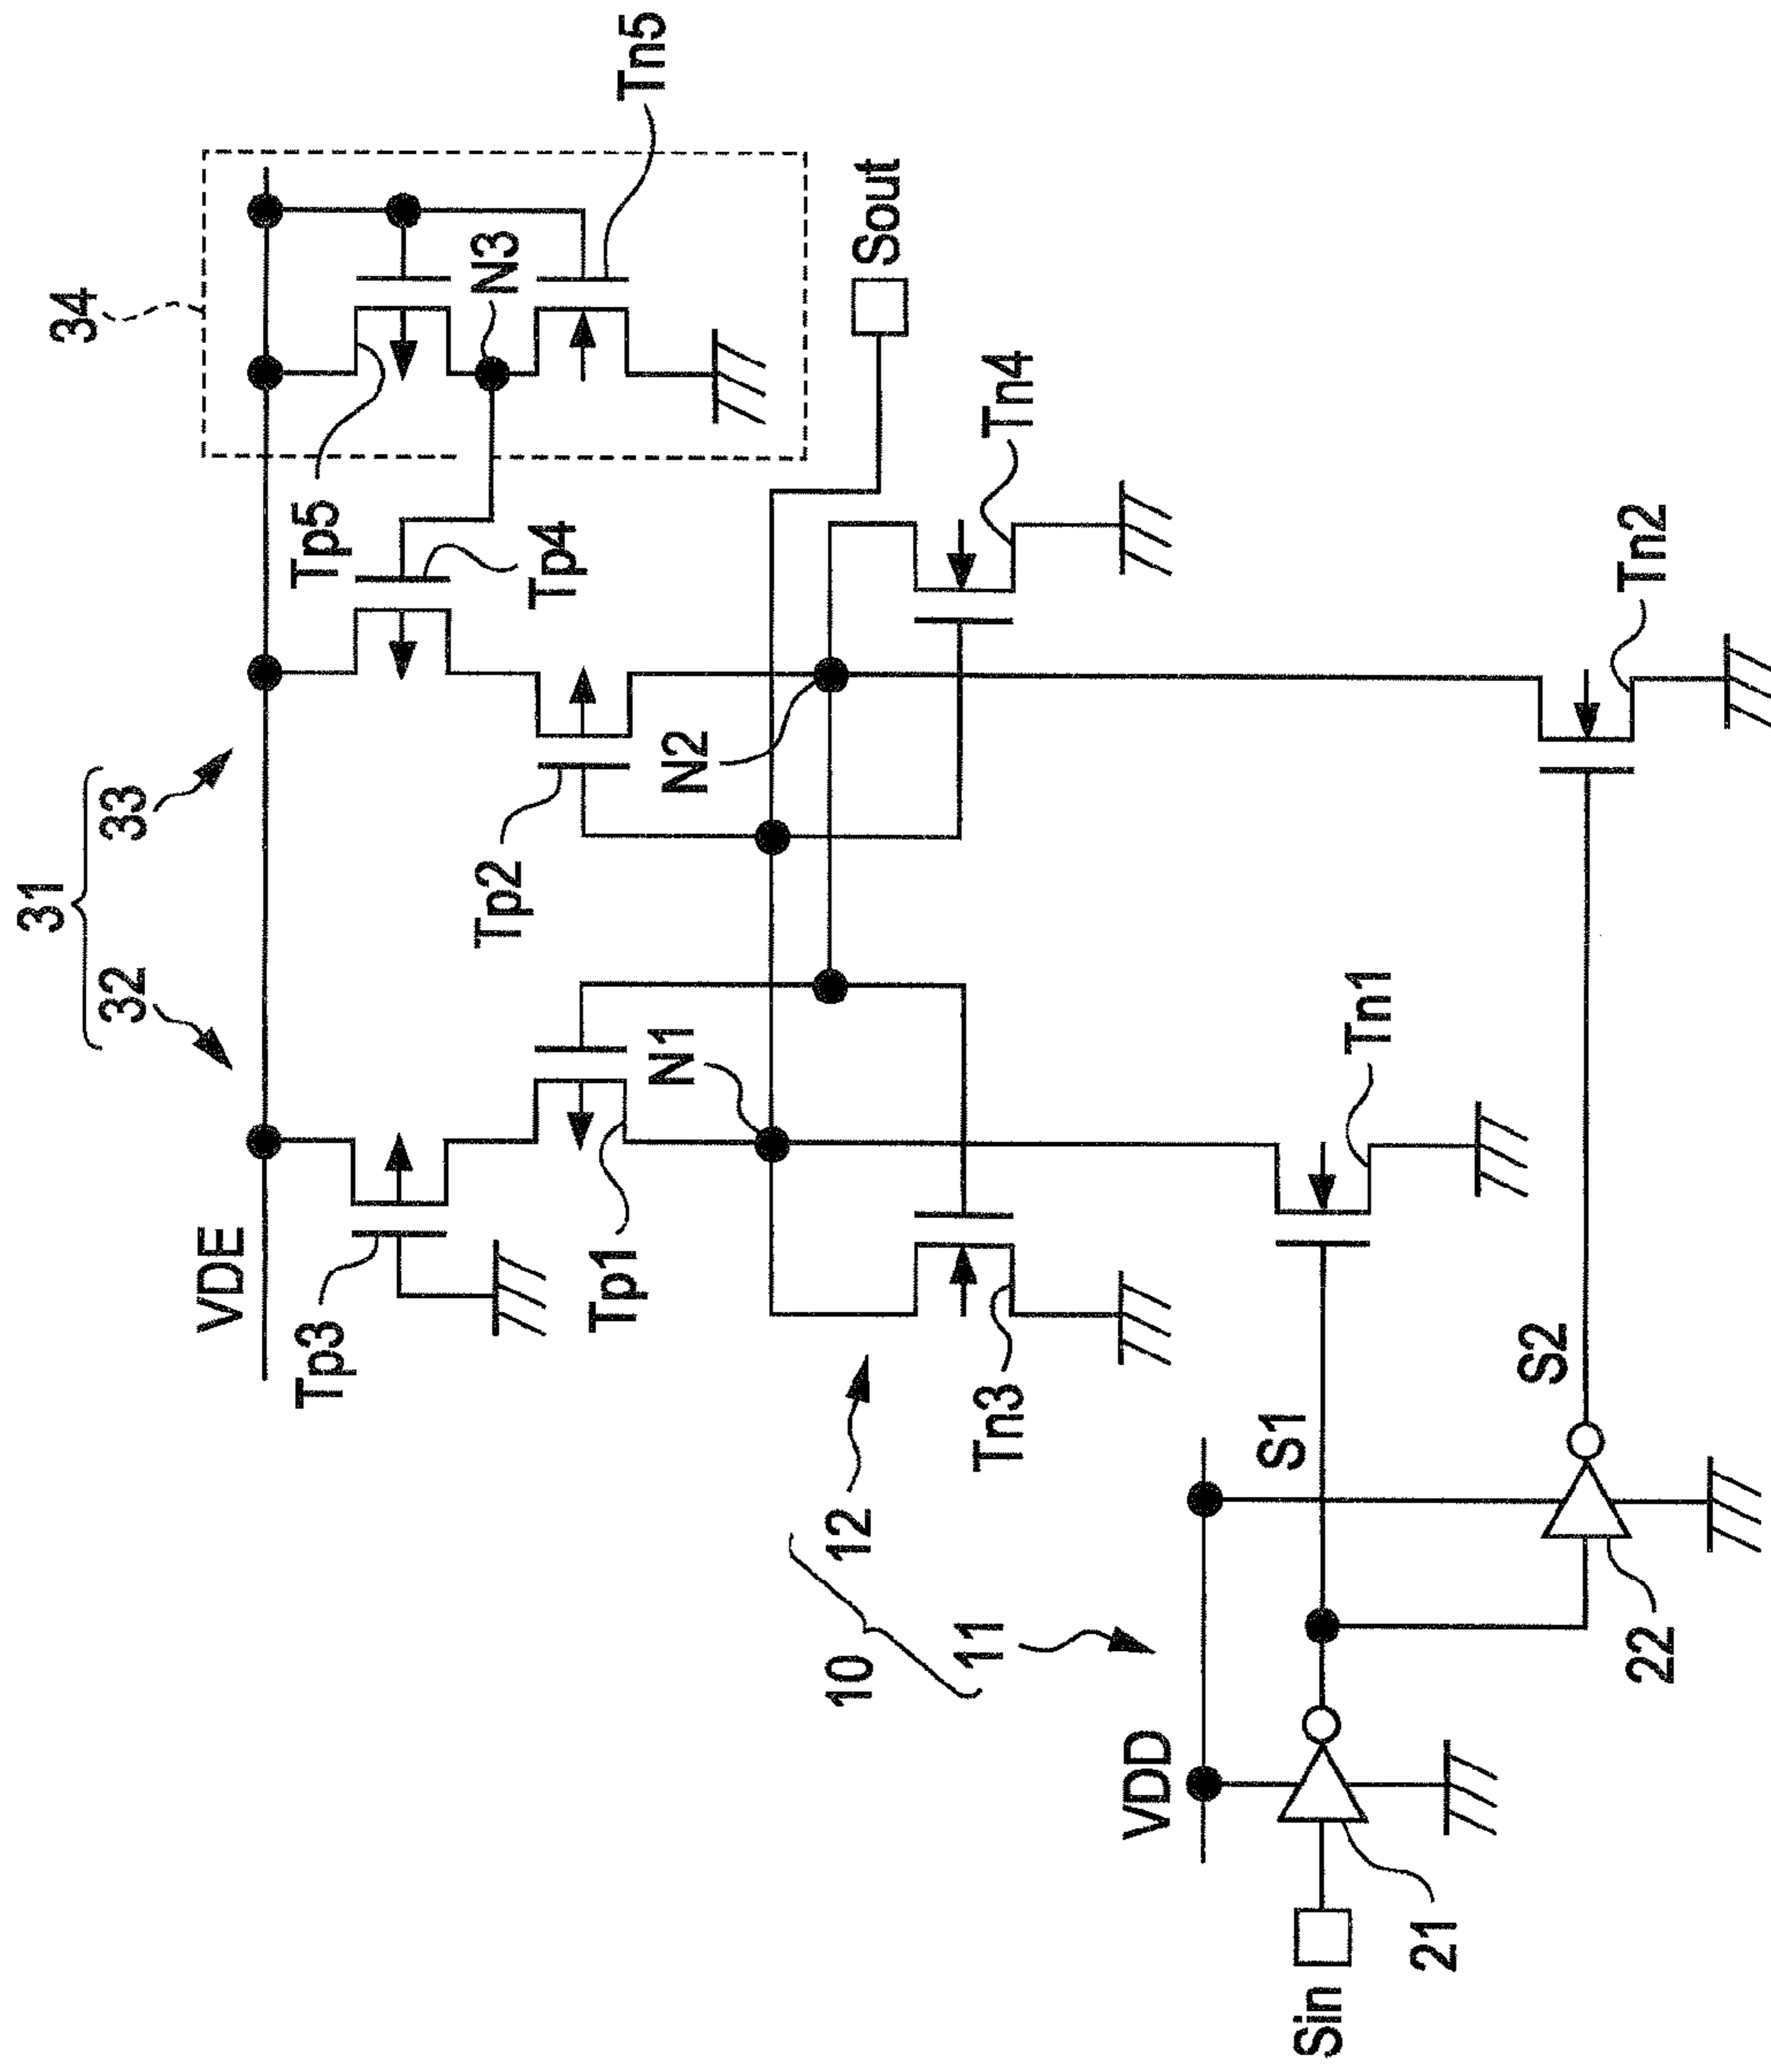 31
32
33
34
VDE
Tp3
Tp1
N1
Tp2
N2
Tp5
Tp4
N3
Tn5
Sout
Tn4
Tn3
10
12
11
VDD
S1
Tn1
S2
Tn2
Sin
21
22